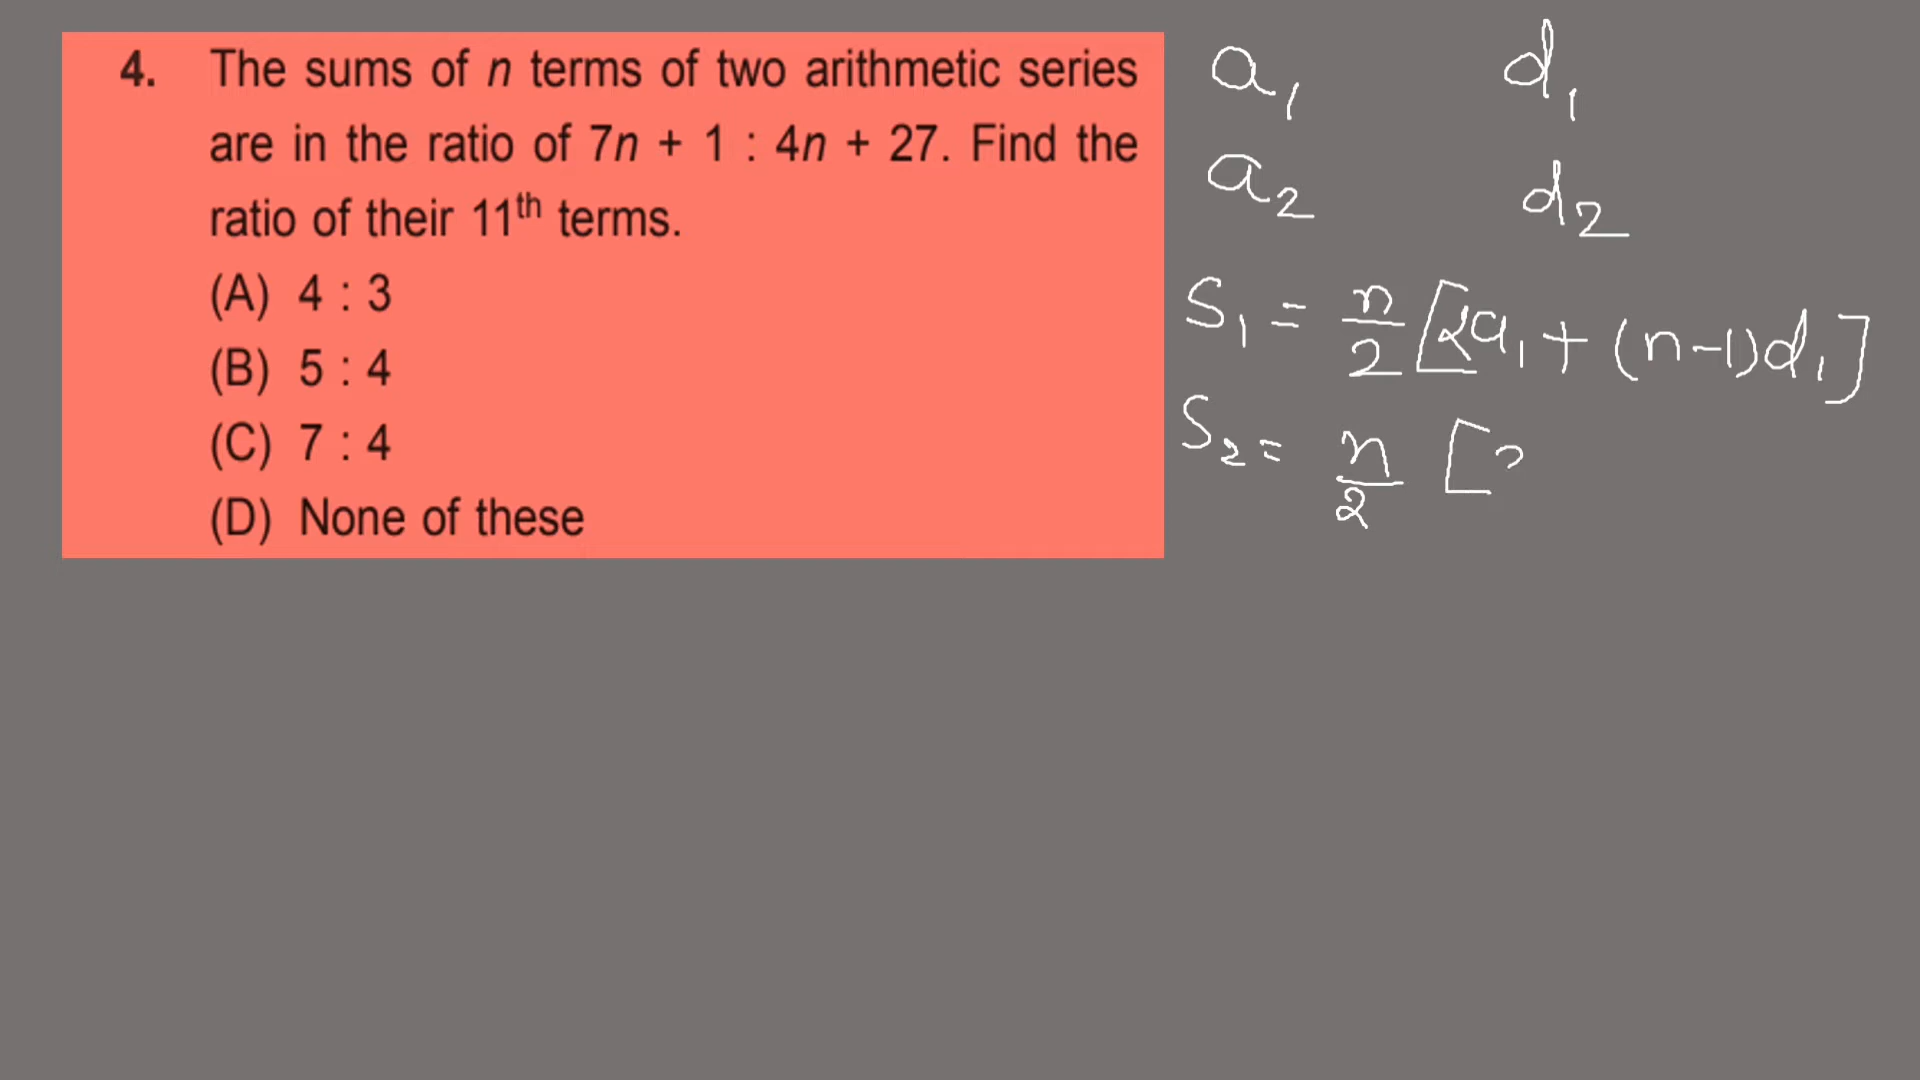 4. The sums of n terms of two arithmetic series
are in the ratio of 7n + 1 : 4n + 27. Find the
ratio of their 11th terms.
(A) 4 : 3
(B) 5 : 4
(C) 7 : 4
(D) None of these
a₁ d₁
a₂ d₂
S₁ = n/2 [2a₁ + (n-1)d₁]
S₂ = n/2 [